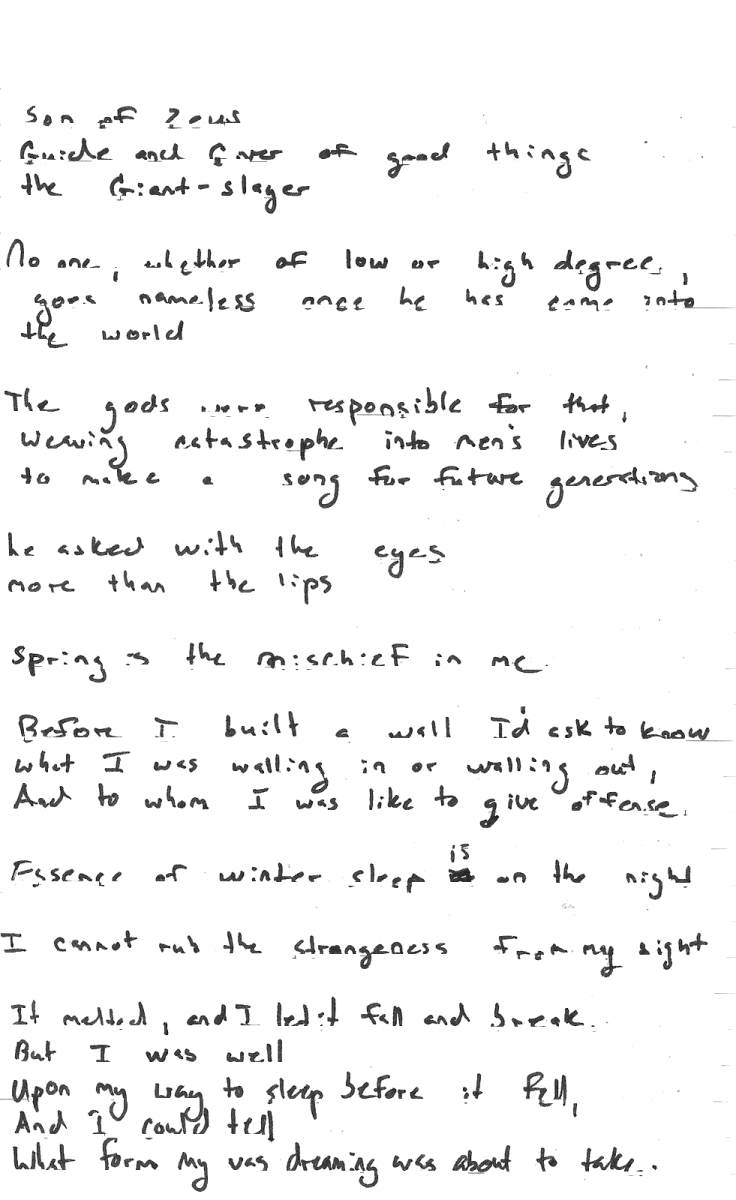 Son of Zeus
Guide and Giver of good things
the Giant-slayer
No one, whether of low or high degree,
goes nameless once he has come into
the world
The gods were responsible for that,
weaving catastrophe into men's lives
to make a song for future generations
he asked with the eyes
more than the lips
Spring is the mischief in me
Before I built a wall I'd ask to know
what I was walling in or walling out,
And to whom I was like to give offense.
Essence of winter sleep is on the night
I cannot rub the strangeness from my sight
It melted, and I let it fall and break.
But I was well
Upon my way to sleep before it fell,
And I could tell
What form my vas dreaming was about to take..